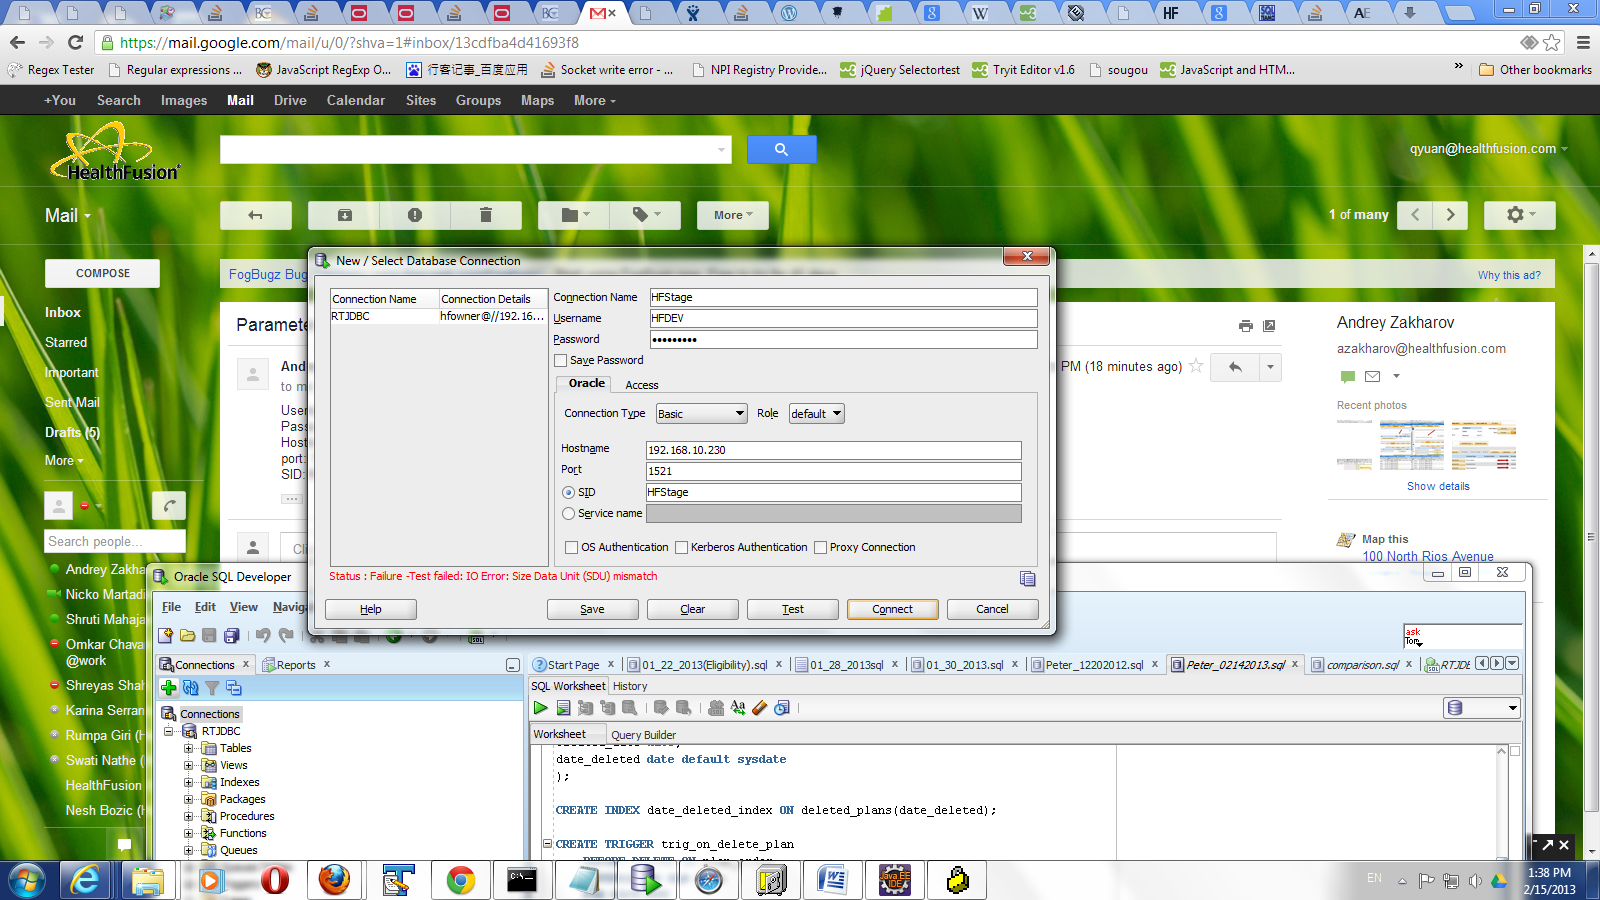 https://mail.google.com/mail/u/0/?shva=1#inbox/13cdfba4d41693f8
Regex Tester
Regular expressions ...
JavaScript RegExp O...
行客记事_百度应用
Socket write error - ...
NPI Registry Provide...
jQuery Selectortest
Tryit Editor v1.6
sougou
JavaScript and HTM...
Other bookmarks
+You Search Images Mail Drive Calendar Sites Groups Maps More
HealthFusion
qyuan@healthfusion.com
Mail
More
1 of many
COMPOSE
FogBugz Bug
Why this ad?
Inbox
Starred
Important
Sent Mail
Drafts (5)
More
Search people...
Andrey Zakha
Nicko Martad
Shruti Mahaja
Omkar Chava
@work
Shreyas Shah
Karina Serran
Rumpa Giri (H
Swati Nathe (
HealthFusion
Nesh Bozic (H
Paramete
And
to m
User
Pass
Host
port:
SID:
PM (18 minutes ago)
Andrey Zakharov
azakharov@healthfusion.com
Recent photos
Show details
Map this
100 North Rios Avenue
New / Select Database Connection
Connection Name Connection Details
RTJDBC hfowner@//192.16...
Connection Name HFStage
Username HFDEV
Password •••••••••
Save Password
Oracle Access
Connection Type Basic Role default
Hostname 192.168.10.230
Port 1521
SID HFStage
Service name
OS Authentication Kerberos Authentication Proxy Connection
Status : Failure -Test failed: IO Error: Size Data Unit (SDU) mismatch
Help Save Clear Test Connect Cancel
Oracle SQL Developer
File Edit View Naviga
ask
Tom
Connections Reports
Start Page 01_22_2013(Eligibility).sql 01_28_2013sql 01_30_2013.sql Peter_12202012.sql Peter_02142013.sql comparison.sql RTJDB
SQL Worksheet History
Worksheet Query Builder
Connections
RTJDBC
Tables
Views
Indexes
Packages
Procedures
Functions
Queues
date_deleted date default sysdate
);
CREATE INDEX date_deleted_index ON deleted_plans(date_deleted);
CREATE TRIGGER trig_on_delete_plan
EN
1:38 PM
2/15/2013